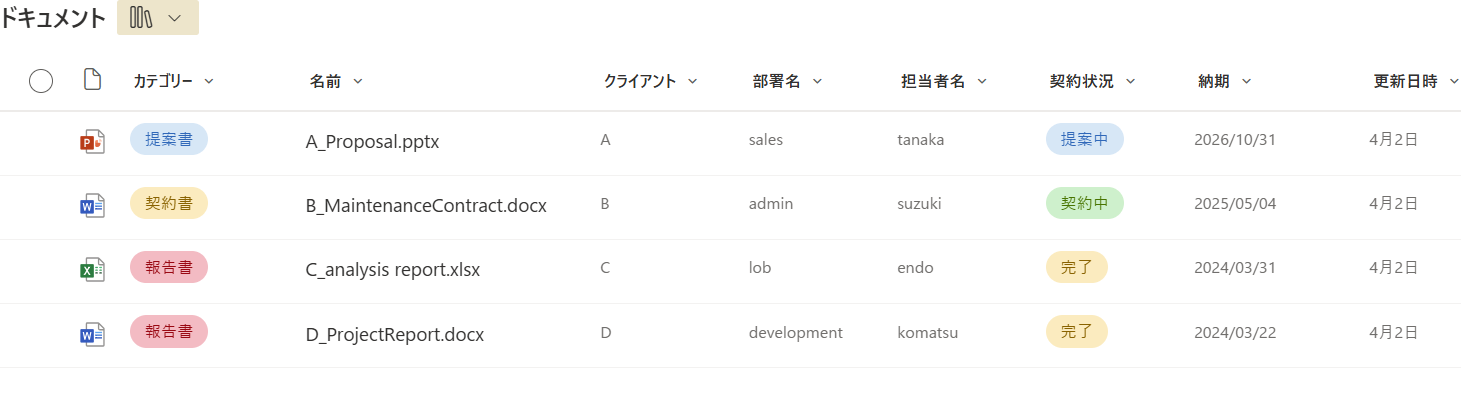 ドキュメント
カテゴリー 名前 クライアント 部署名 担当者名 契約状況 納期 更新日時
提案書 A_Proposal.pptx A sales tanaka 提案中 2026/10/31 4月2日
契約書 B_MaintenanceContract.docx B admin suzuki 契約中 2025/05/04 4月2日
報告書 C_analysis report.xlsx C lob endo 完了 2024/03/31 4月2日
報告書 D_ProjectReport.docx D development komatsu 完了 2024/03/22 4月2日